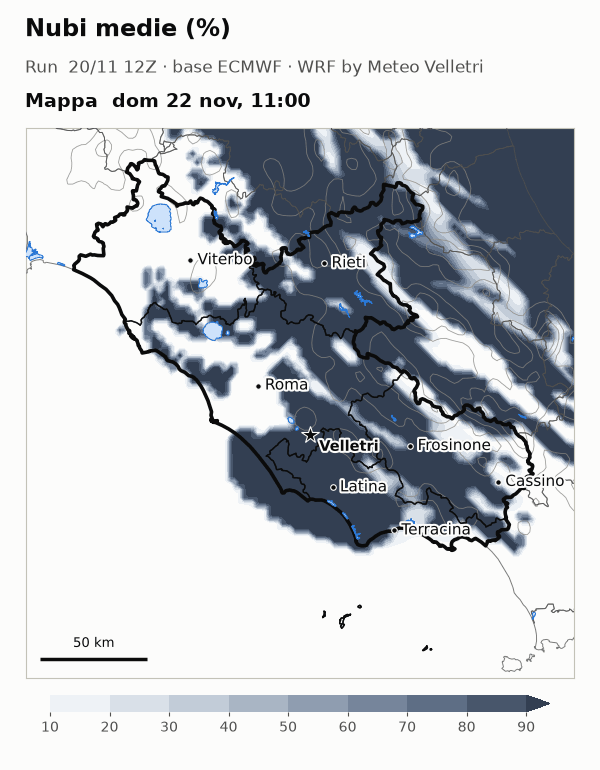 Nubi medie (%)
Run  20/11 12Z · base ECMWF · WRF by Meteo Velletri
Mappa  dom 22 nov, 11:00
Viterbo
Rieti
Roma
Velletri
Frosinone
Cassino
Latina
Terracina
50 km
10 20 30 40 50 60 70 80 90